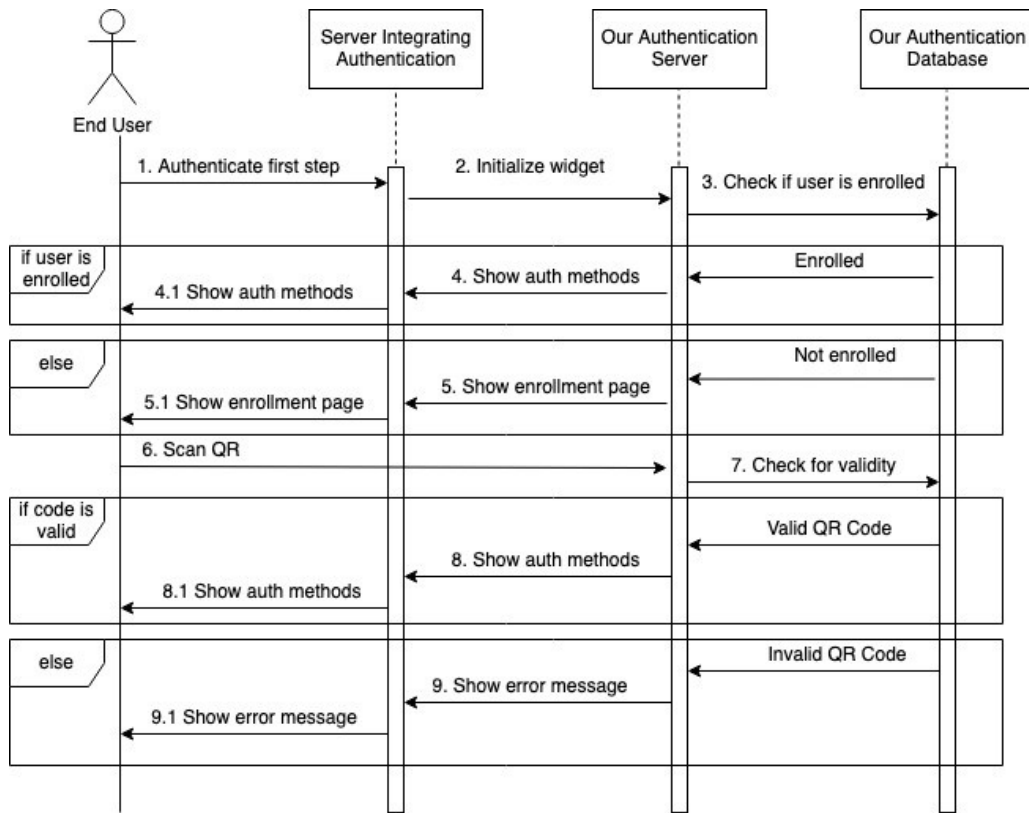 Server Integrating
Authentication
Our Authentication
Server
Our Authentication
Database
End User
1. Authenticate first step
2. Initialize widget
3. Check if user is enrolled
if user is
enrolled
Enrolled
4. Show auth methods
4.1 Show auth methods
else
Not enrolled
5. Show enrollment page
5.1 Show enrollment page
6. Scan QR
7. Check for validity
if code is
valid
Valid QR Code
8. Show auth methods
8.1 Show auth methods
else
Invalid QR Code
9. Show error message
9.1 Show error message